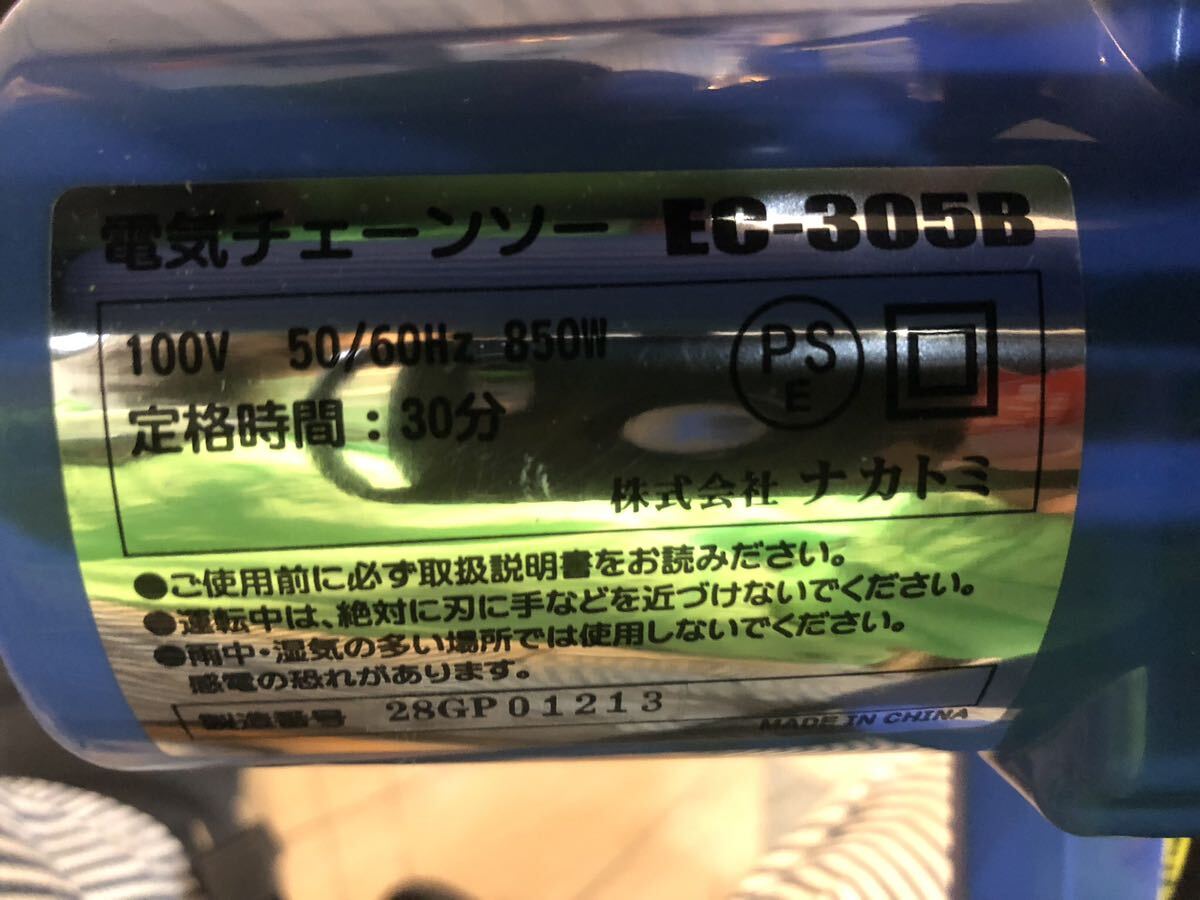 電気チェーンソー EC-305B
100V 50/60Hz 850W
定格時間：30分
PS
E
株式会社 ナカトミ
●ご使用前に必ず取扱説明書をお読みださい。
●運転中は、絶対に刃に手などを近づけないでください。
●雨中・湿気の多い場所では使用しないでください。
感電の恐れがあります。
製造番号 28GP01213
MADE IN CHINA